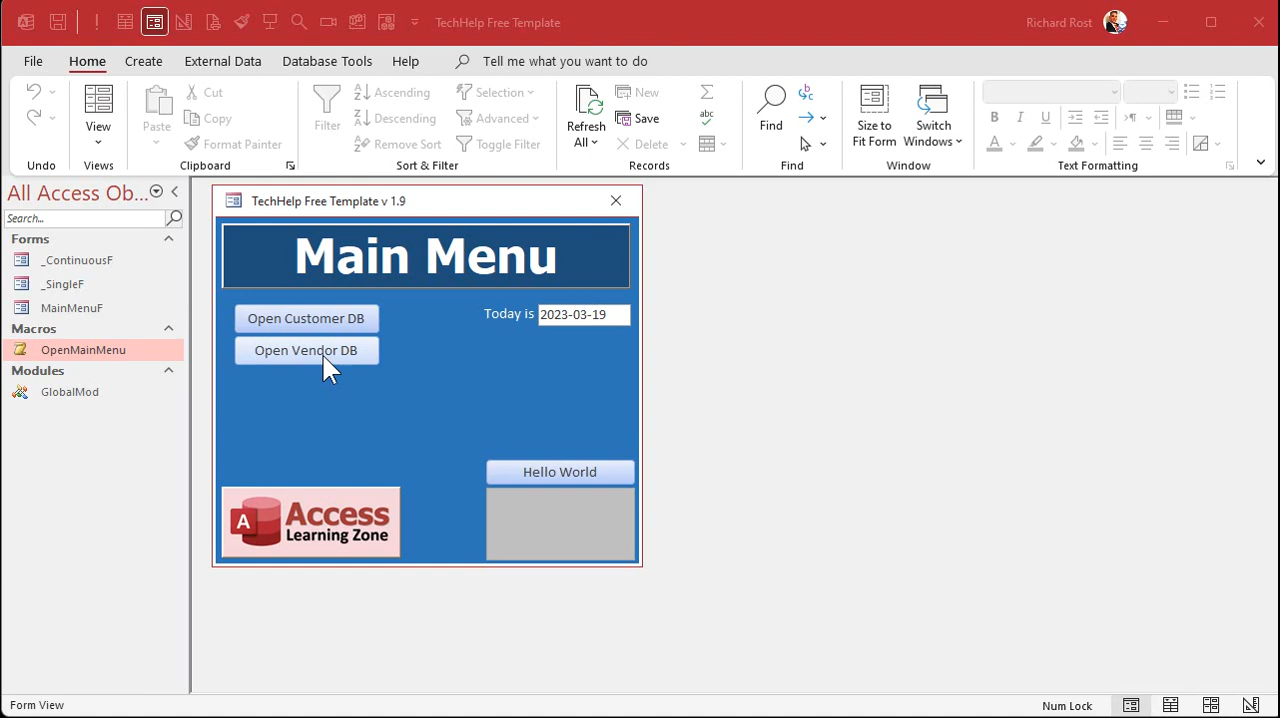 TechHelp Free Template
Richard Rost
File
Home
Create
External Data
Database Tools
Help
Tell me what you want to do
Undo
View
Views
Paste
Cut
Copy
Format Painter
Clipboard
Filter
Ascending
Descending
Remove Sort
Selection
Advanced
Toggle Filter
Sort & Filter
Refresh
All
New
Save
Delete
Records
Find
Find
Size to
Fit Form
Switch
Windows
Window
B I U
Text Formatting
All Access Ob...
Search...
Forms
_ContinuousF
_SingleF
MainMenuF
Macros
OpenMainMenu
Modules
GlobalMod
TechHelp Free Template v 1.9
Main Menu
Open Customer DB
Today is 2023-03-19
Open Vendor DB
Hello World
A Access
Learning Zone
Form View
Num Lock